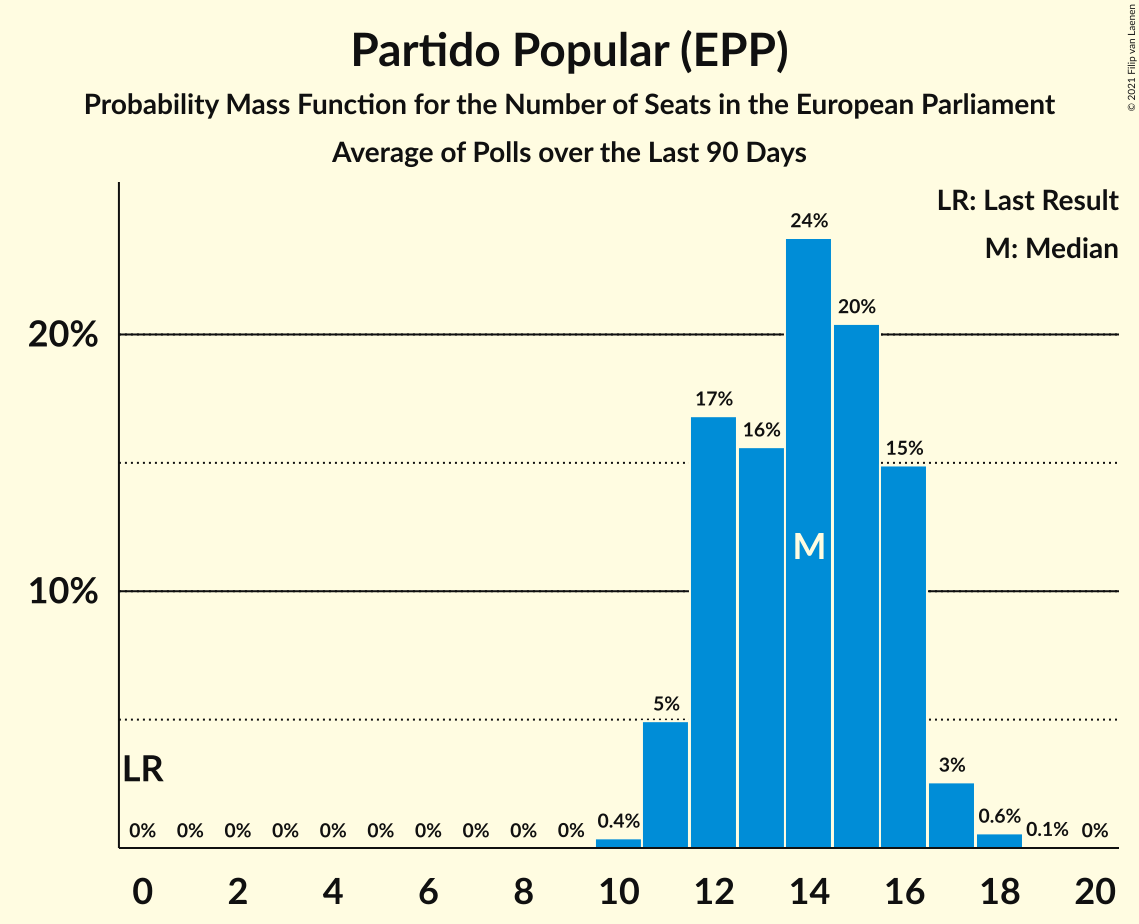 Partido Popular (EPP)
Probability Mass Function for the Number of Seats in the European Parliament
Average of Polls over the Last 90 Days
© 2021 Filip van Laenen
LR: Last Result
M: Median
24%
20%
20%
17%
16%
15%
M
10%
5%
LR
3%
0% 0% 0% 0% 0% 0% 0% 0% 0% 0% 0.4% 0.6% 0.1% 0%
0 2 4 6 8 10 12 14 16 18 20